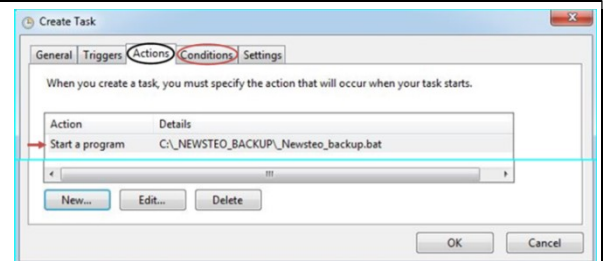 Create Task
General Triggers Actions Conditions Settings
When you create a task, you must specify the action that will occur when your task starts.
Action Details
Start a program C:\_NEWSTEO_BACKUP\_Newsteo_backup.bat
New... Edit... Delete
OK Cancel